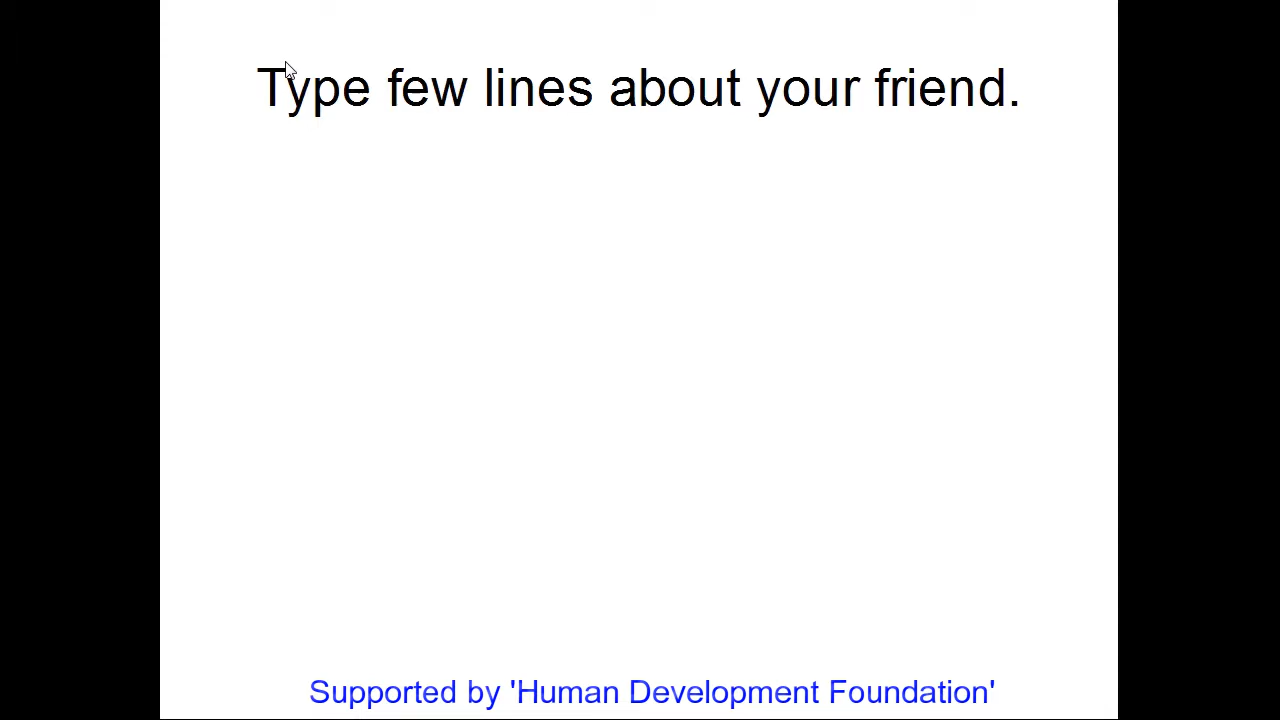 Type few lines about your friend.
Supported by 'Human Development Foundation'